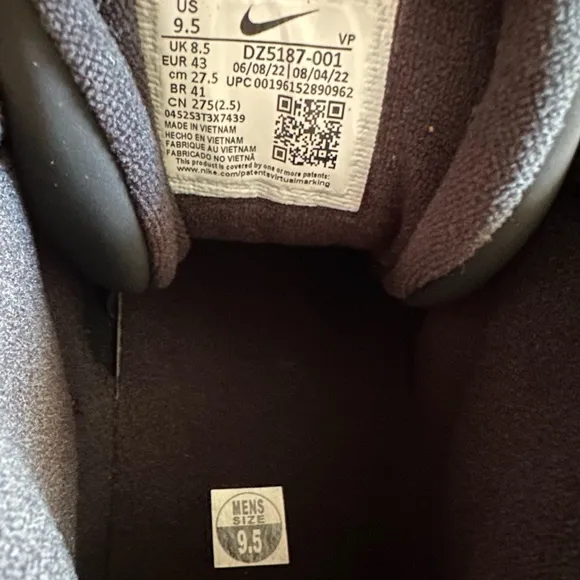 US
9.5
VP
UK 8.5 DZ5187-001
EUR 43 06/08/22 | 08/04/22
cm 27.5 UPC 00196152890962
BR 41
CN 275(2.5)
0452S3T3X7439
MADE IN VIETNAM
HECHO EN VIETNAM
FABRIQUE AU VIETNAM
FABRICADO NO VIETNÃ
This product is covered by one or more patents.
www.nike.com/patentsvirtualmarking
MENS
SIZE
9.5